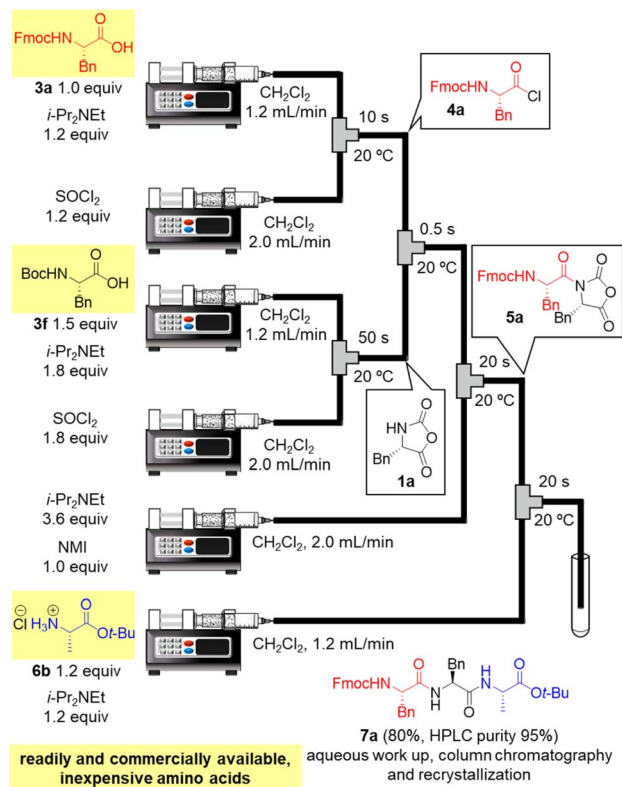 FmocHN
O
OH
Bn
3a 1.0 equiv
i-Pr2NEt
1.2 equiv
CH2Cl2
1.2 mL/min
10 s
20 ºC
FmocHN
O
Cl
Bn
4a
SOCl2
1.2 equiv
CH2Cl2
2.0 mL/min
0.5 s
20 ºC
BocHN
O
OH
Bn
3f 1.5 equiv
i-Pr2NEt
1.8 equiv
CH2Cl2
1.2 mL/min
50 s
20 ºC
FmocHN
O
O
N
O
Bn
Bn
O
5a
SOCl2
1.8 equiv
CH2Cl2
2.0 mL/min
O
HN
O
Bn
O
1a
20 s
20 ºC
i-Pr2NEt
3.6 equiv
NMI
1.0 equiv
CH2Cl2, 2.0 mL/min
20 s
20 ºC
Cl⊖
H3N⊕
O
Ot-Bu
6b 1.2 equiv
i-Pr2NEt
1.2 equiv
CH2Cl2, 1.2 mL/min
FmocHN
O
Bn
N
H
Bn
O
H
N
O
Ot-Bu
7a (80%, HPLC purity 95%)
aqueous work up, column chromatography
and recrystallization
readily and commercially available,
inexpensive amino acids